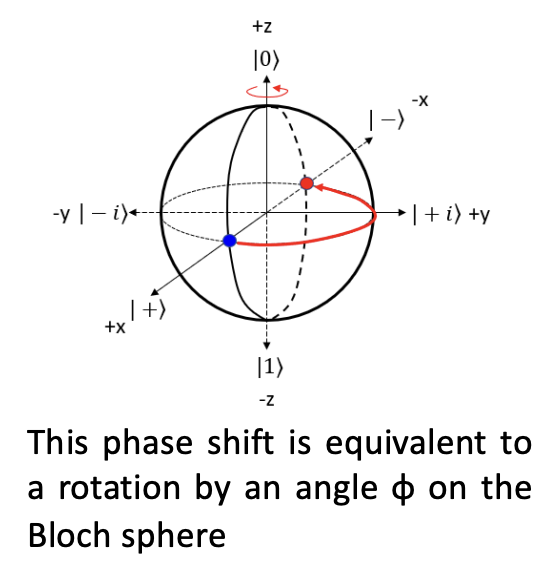 +z
|0⟩
-x
|−⟩
-y |−i⟩
|+i⟩ +y
|+⟩
+x
|1⟩
-z
This phase shift is equivalent to
a rotation by an angle ϕ on the
Bloch sphere